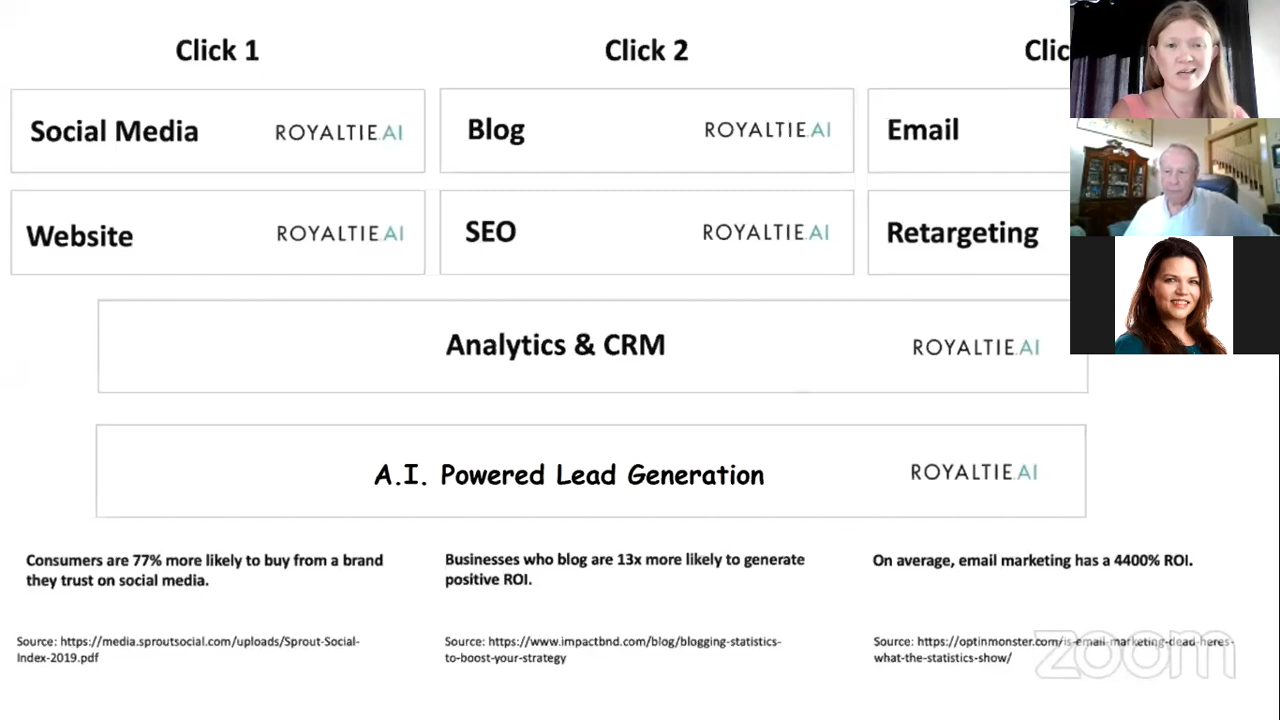 Click 1
Click 2
Clic
Social Media ROYALTIE.AI
Blog ROYALTIE.AI
Email
Website ROYALTIE.AI
SEO ROYALTIE.AI
Retargeting
Analytics & CRM ROYALTIE.AI
A.I. Powered Lead Generation ROYALTIE.AI
Consumers are 77% more likely to buy from a brand
they trust on social media.
Businesses who blog are 13x more likely to generate
positive ROI.
On average, email marketing has a 4400% ROI.
Source: https://media.sproutsocial.com/uploads/Sprout-Social-
Index-2019.pdf
Source: https://www.impactbnd.com/blog/blogging-statistics-
to-boost-your-strategy
Source: https://optinmonster.com/is-email-marketing-dead-heres-
what-the-statistics-show/
zoom